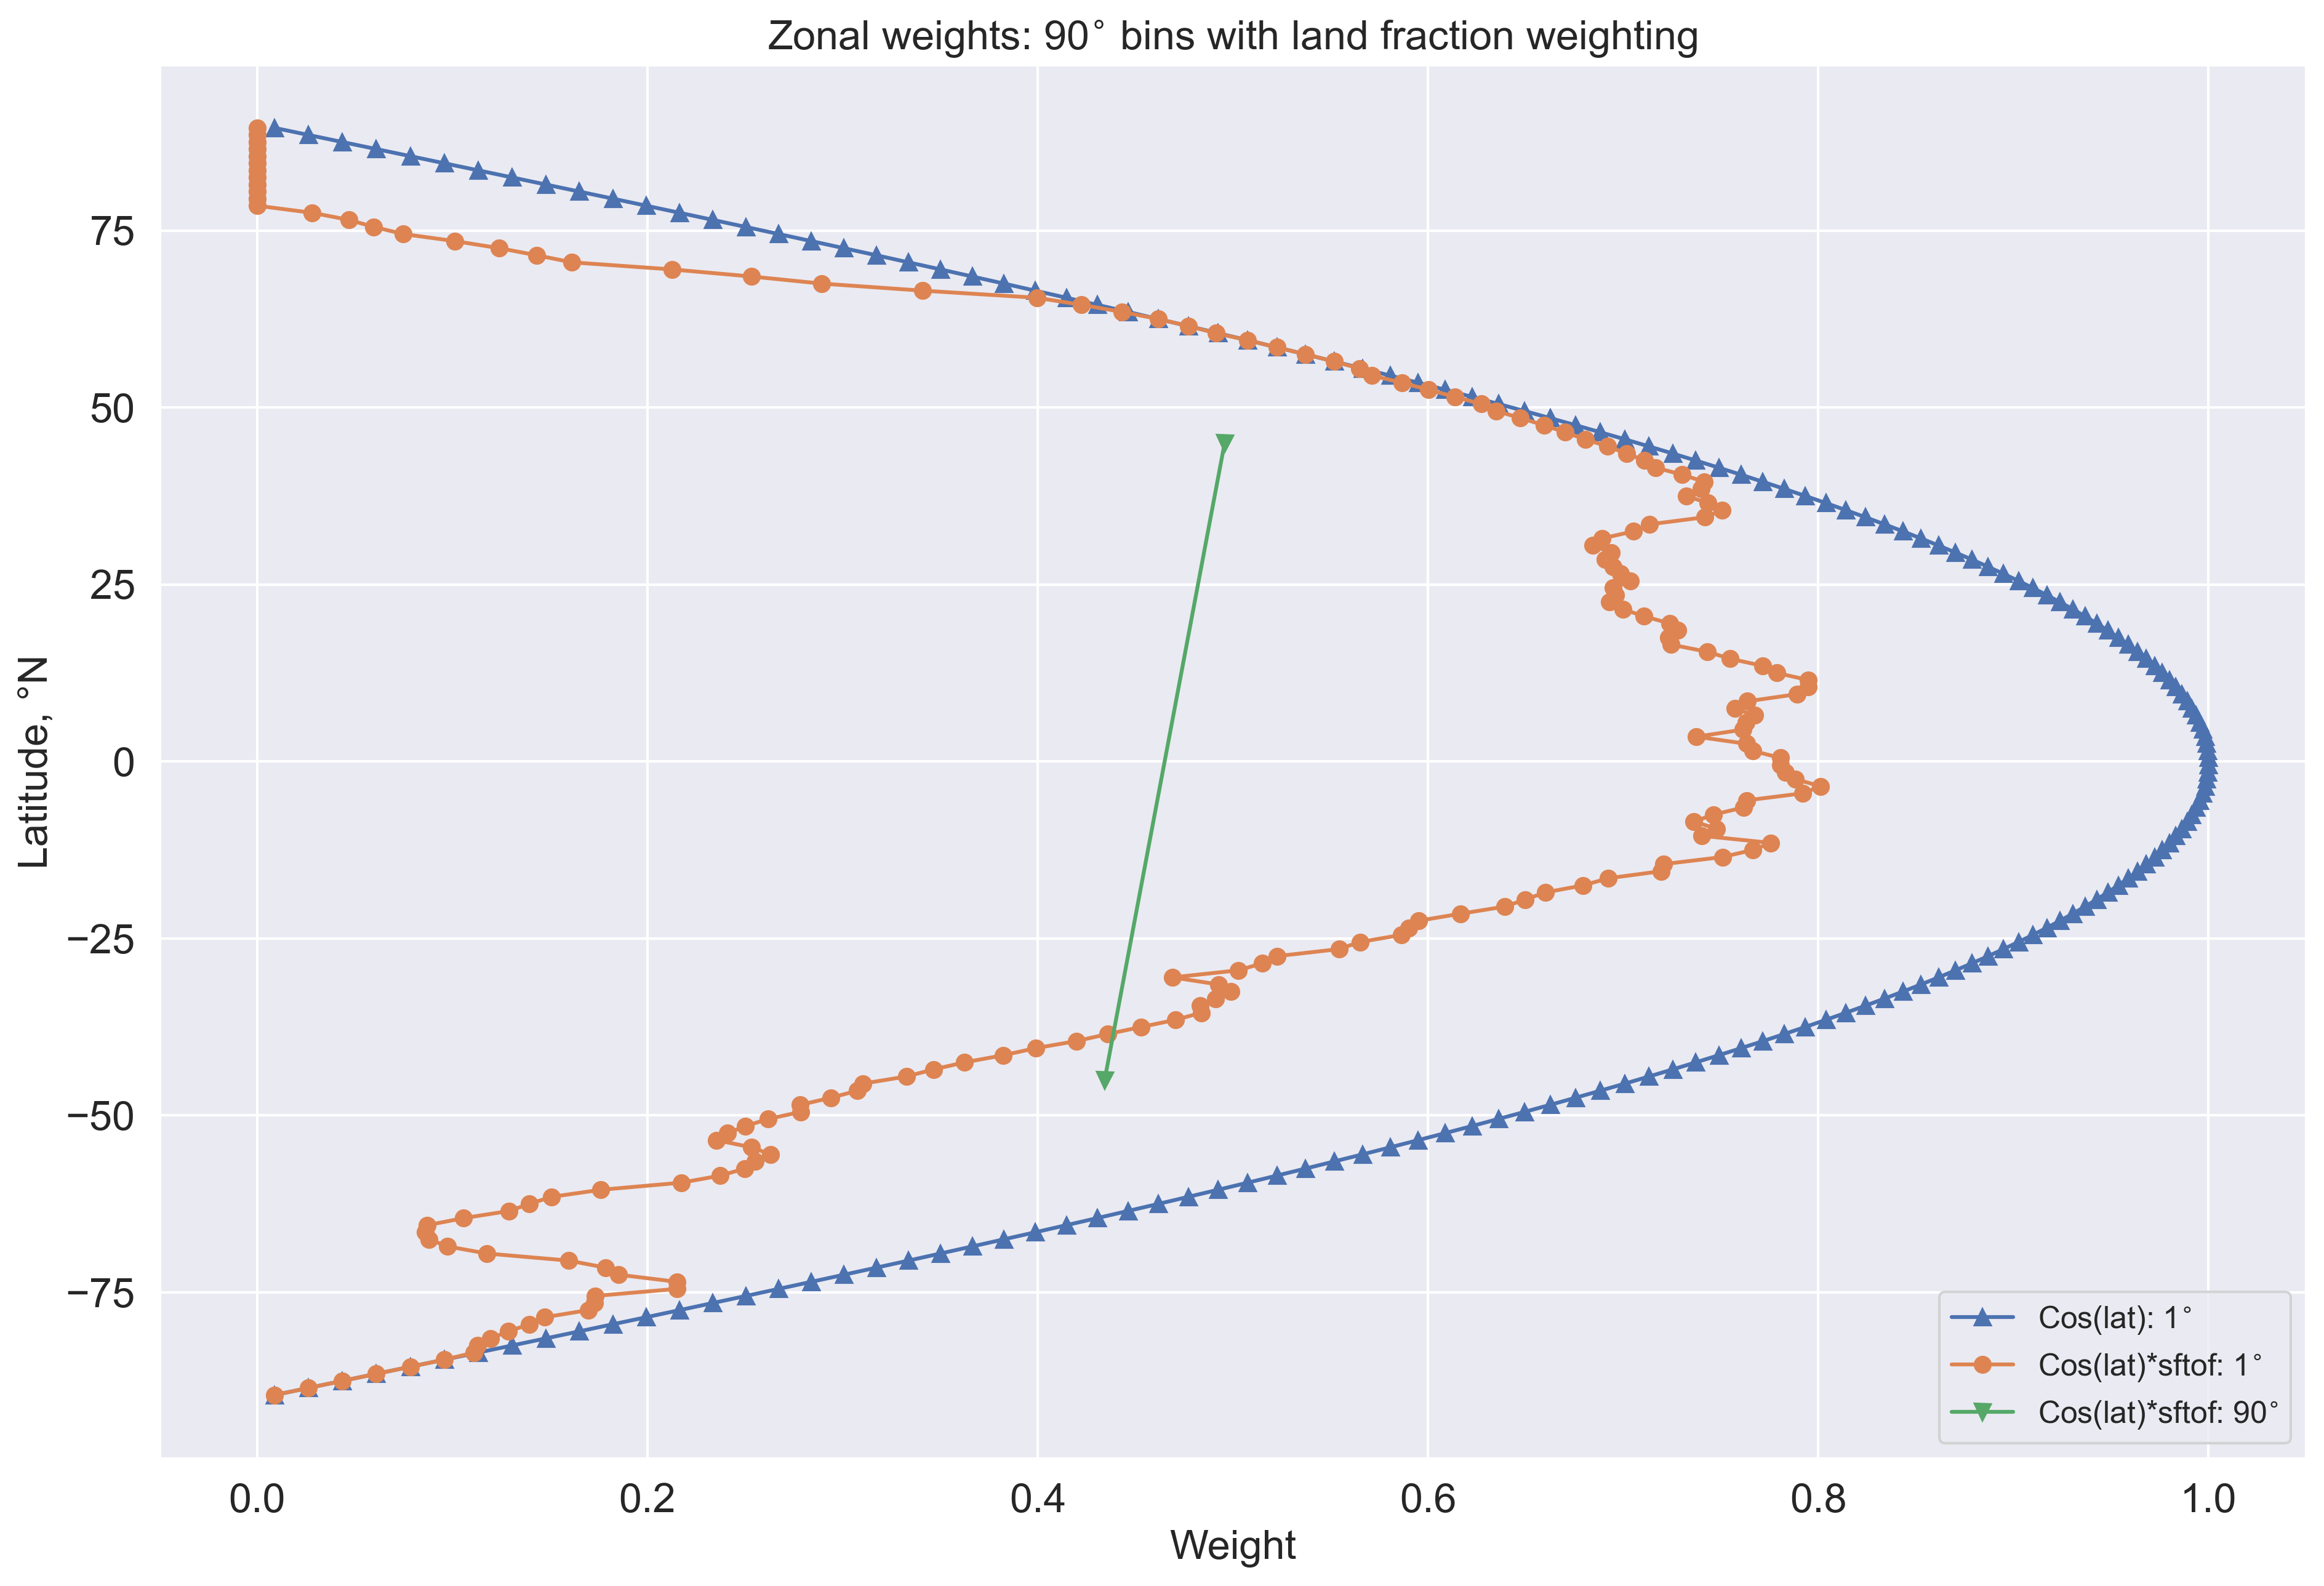 Zonal weights: 90° bins with land fraction weighting
Latitude, °N
75
50
25
0
−25
−50
−75
0.0 0.2 0.4 0.6 0.8 1.0
Weight
Cos(lat): 1°
Cos(lat)*sftof: 1°
Cos(lat)*sftof: 90°